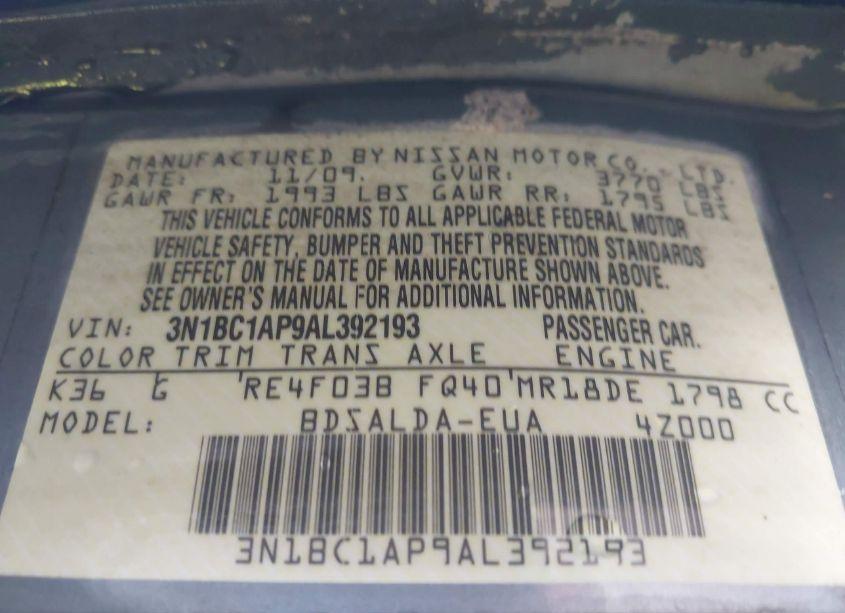 MANUFACTURED BY NISSAN MOTOR CO., LTD.
DATE: 11/09. GVWR: 3770 LBS
GAWR FR: 1993 LBS GAWR RR: 1795 LBS
THIS VEHICLE CONFORMS TO ALL APPLICABLE FEDERAL MOTOR
VEHICLE SAFETY, BUMPER AND THEFT PREVENTION STANDARDS
IN EFFECT ON THE DATE OF MANUFACTURE SHOWN ABOVE.
SEE OWNER'S MANUAL FOR ADDITIONAL INFORMATION.
VIN: 3N1BC1AP9AL392193 PASSENGER CAR.
COLOR TRIM TRANS AXLE ENGINE
K36 G RE4F03B FQ40 MR18DE 1798 CC
MODEL: BDSALDA-EUA 4Z000
3N1BC1AP9AL392193